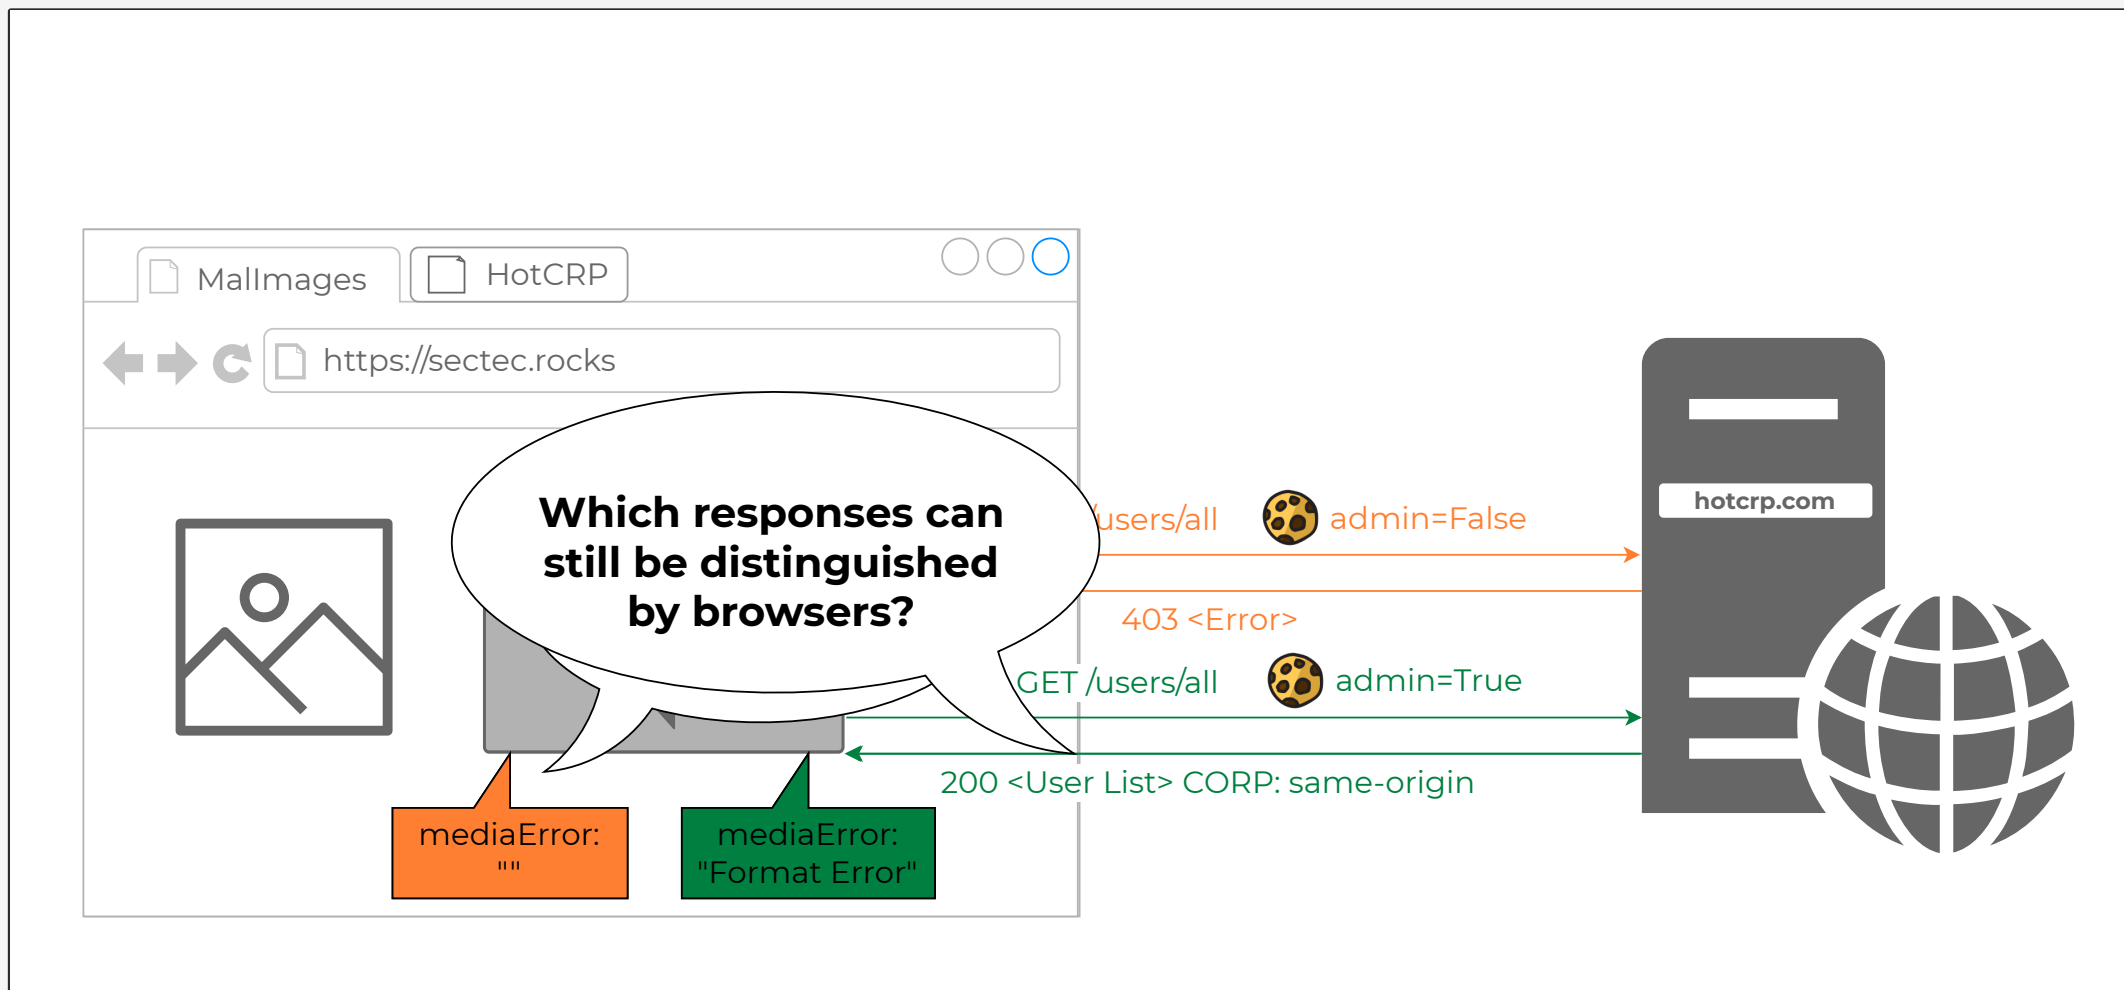 MalImages
HotCRP
https://sectec.rocks
Which responses can
still be distinguished
by browsers?
/users/all
admin=False
hotcrp.com
403 <Error>
GET /users/all
admin=True
200 <User List> CORP: same-origin
mediaError:
""
mediaError:
"Format Error"